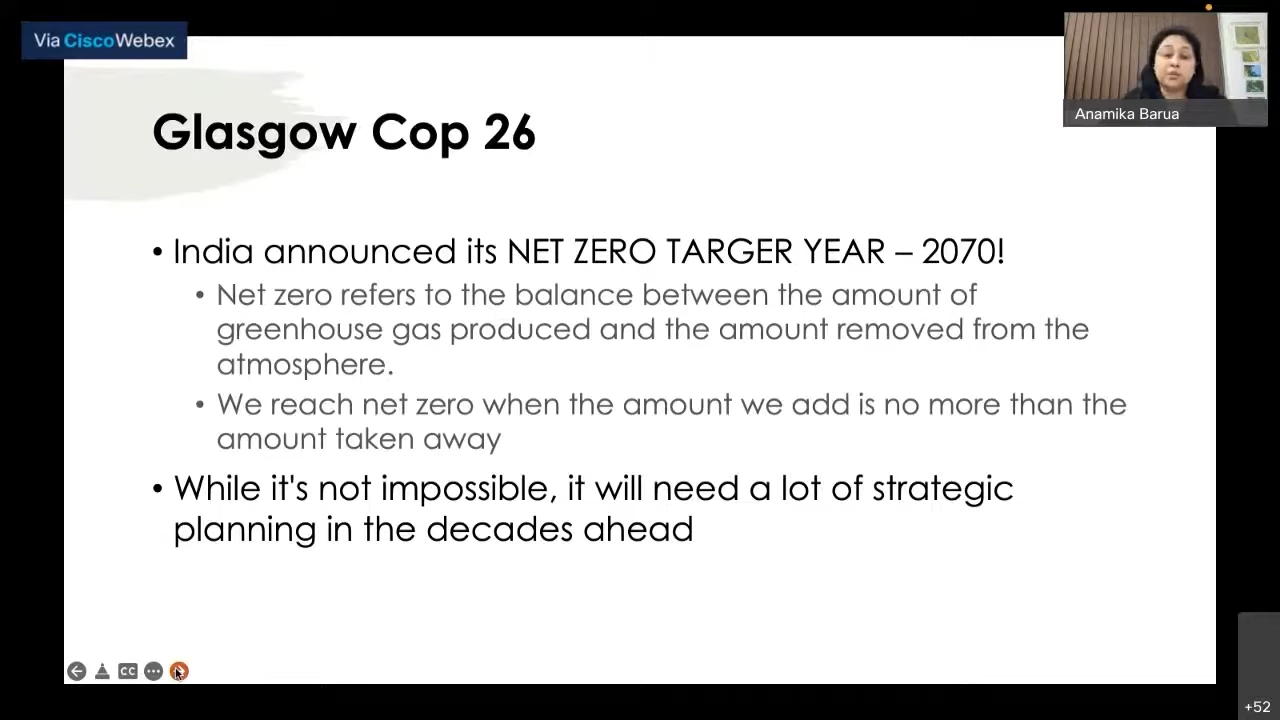 Via Cisco Webex
Anamika Barua
Glasgow Cop 26
• India announced its NET ZERO TARGER YEAR – 2070!
• Net zero refers to the balance between the amount of
greenhouse gas produced and the amount removed from the
atmosphere.
• We reach net zero when the amount we add is no more than the
amount taken away
• While it's not impossible, it will need a lot of strategic
planning in the decades ahead
CC
+52